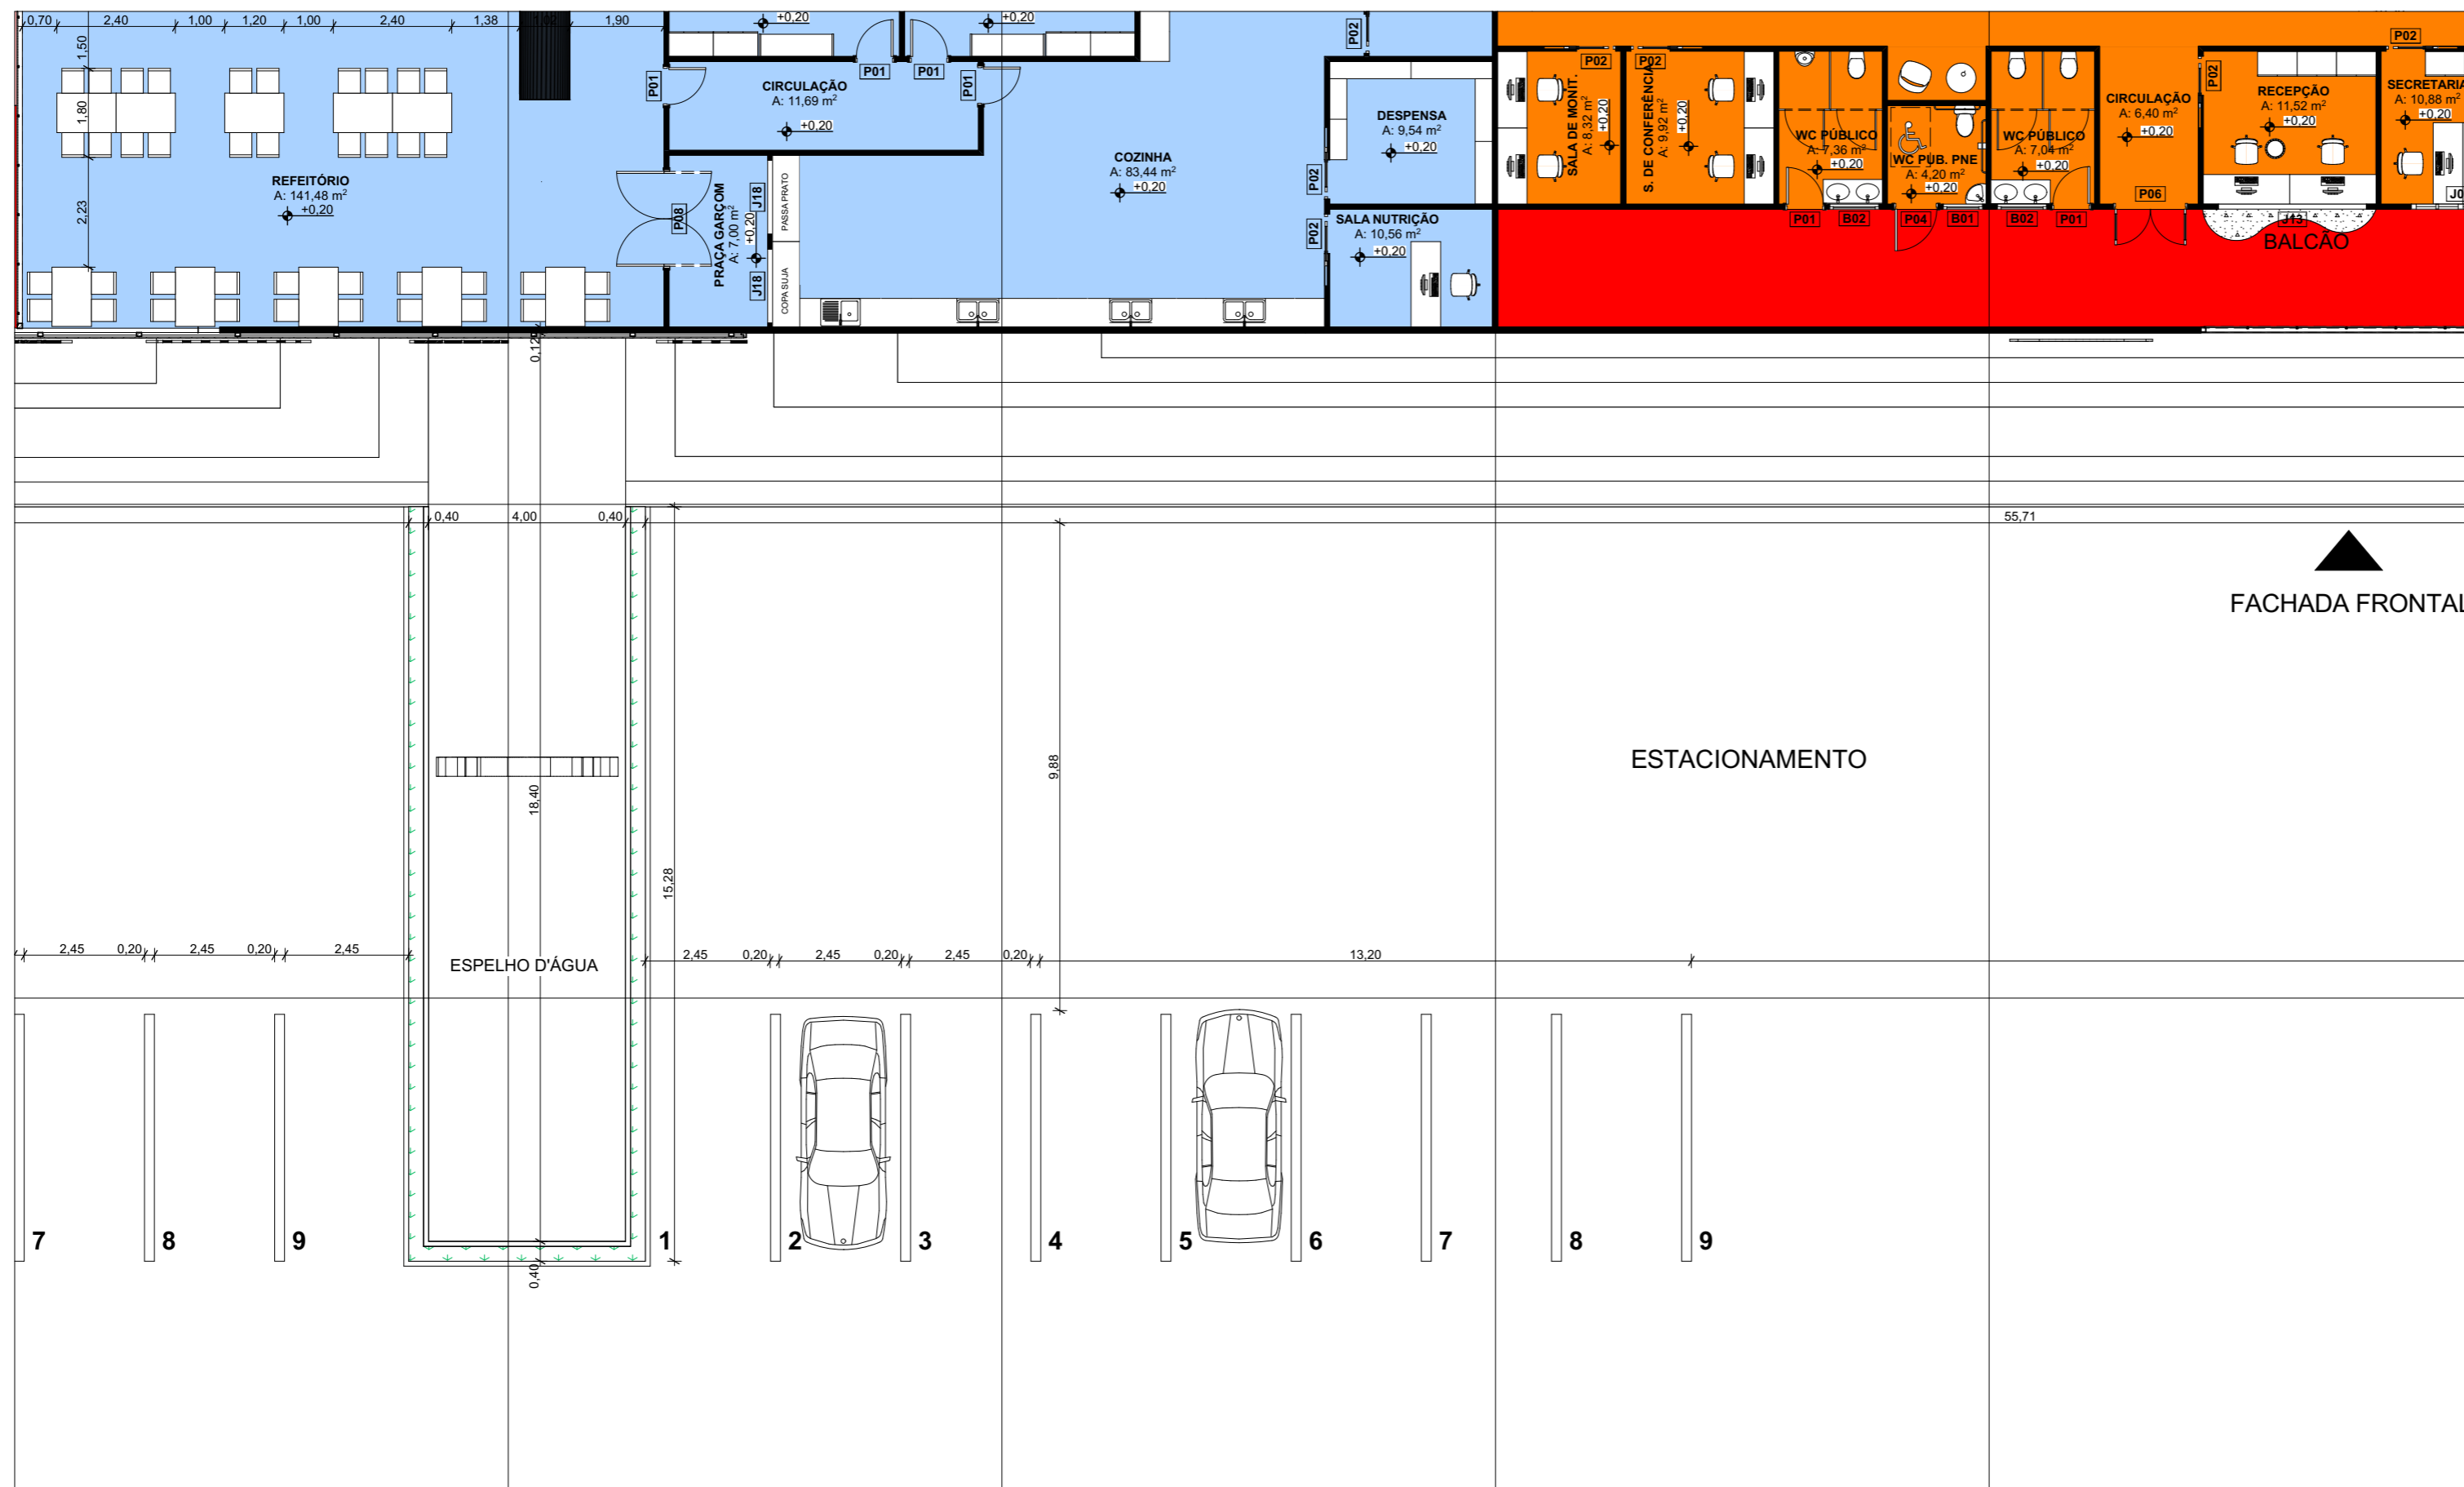 0,70 2,40 1,00 1,20 1,00 2,40 1,38 1,02 1,90
+0,20
+0,20
P02
P02
1,50
1,80
2,23
P01
CIRCULAÇÃO
A: 11,69 m²
+0,20
P01
P01
P01
REFEITÓRIO
A: 141,48 m²
+0,20
P08
PRAÇA GARÇOM
A: 7,00 m²
+0,20
J18
J18
PASSA PRATO
COPA SUJA
COZINHA
A: 83,44 m²
+0,20
DESPENSA
A: 9,54 m²
+0,20
P02
SALA NUTRIÇÃO
A: 10,56 m²
+0,20
P02
SALA DE MONIT.
A: 8,32 m²
+0,20
P02
S. DE CONFERÊNCIA
A: 9,92 m²
+0,20
P02
WC PÚBLICO
A: 7,36 m²
+0,20
WC PÚB. PNE
A: 4,20 m²
+0,20
WC PÚBLICO
A: 7,04 m²
+0,20
CIRCULAÇÃO
A: 6,40 m²
+0,20
P02
RECEPÇÃO
A: 11,52 m²
+0,20
SECRETARIA
A: 10,88 m²
+0,20
P01 B02 P04 B01 B02 P01 P06
J13
BALCÃO
0,12
0,40 4,00 0,40
55,71
FACHADA FRONTAL
ESTACIONAMENTO
9,88
18,40
15,28
2,45 0,20 2,45 0,20 2,45
2,45 0,20 2,45 0,20 2,45 0,20 13,20
ESPELHO D'ÁGUA
7 8 9 1 2 3 4 5 6 7 8 9
0,40